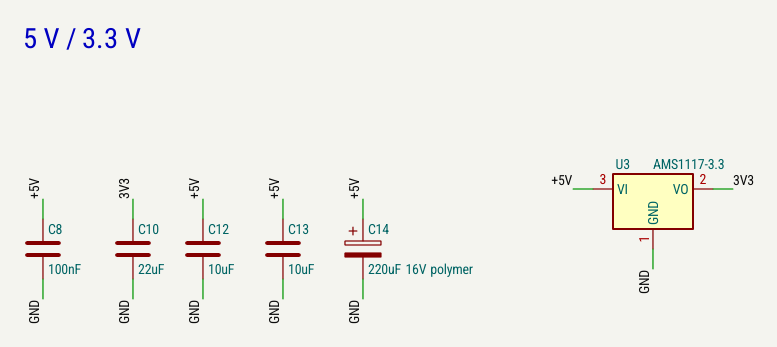 5 V / 3.3 V
U3 AMS1117-3.3
+5V 3 VI VO 2 3V3
GND
1
GND
+5V 3V3 +5V +5V +5V
C8 C10 C12 C13 + C14
100nF 22uF 10uF 10uF 220uF 16V polymer
GND GND GND GND GND